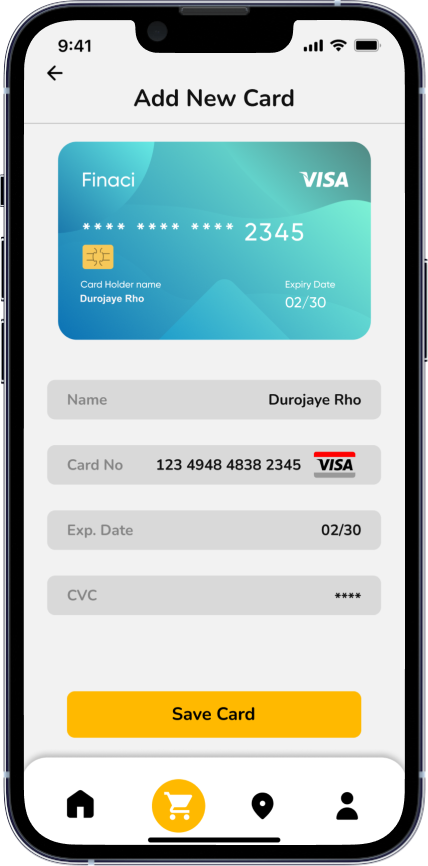 9:41
Add New Card
Finaci VISA
**** **** **** 2345
Card Holder name Expiry Date
Durojaye Rho 02/30
Name Durojaye Rho
Card No 123 4948 4838 2345 VISA
Exp. Date 02/30
CVC ****
Save Card